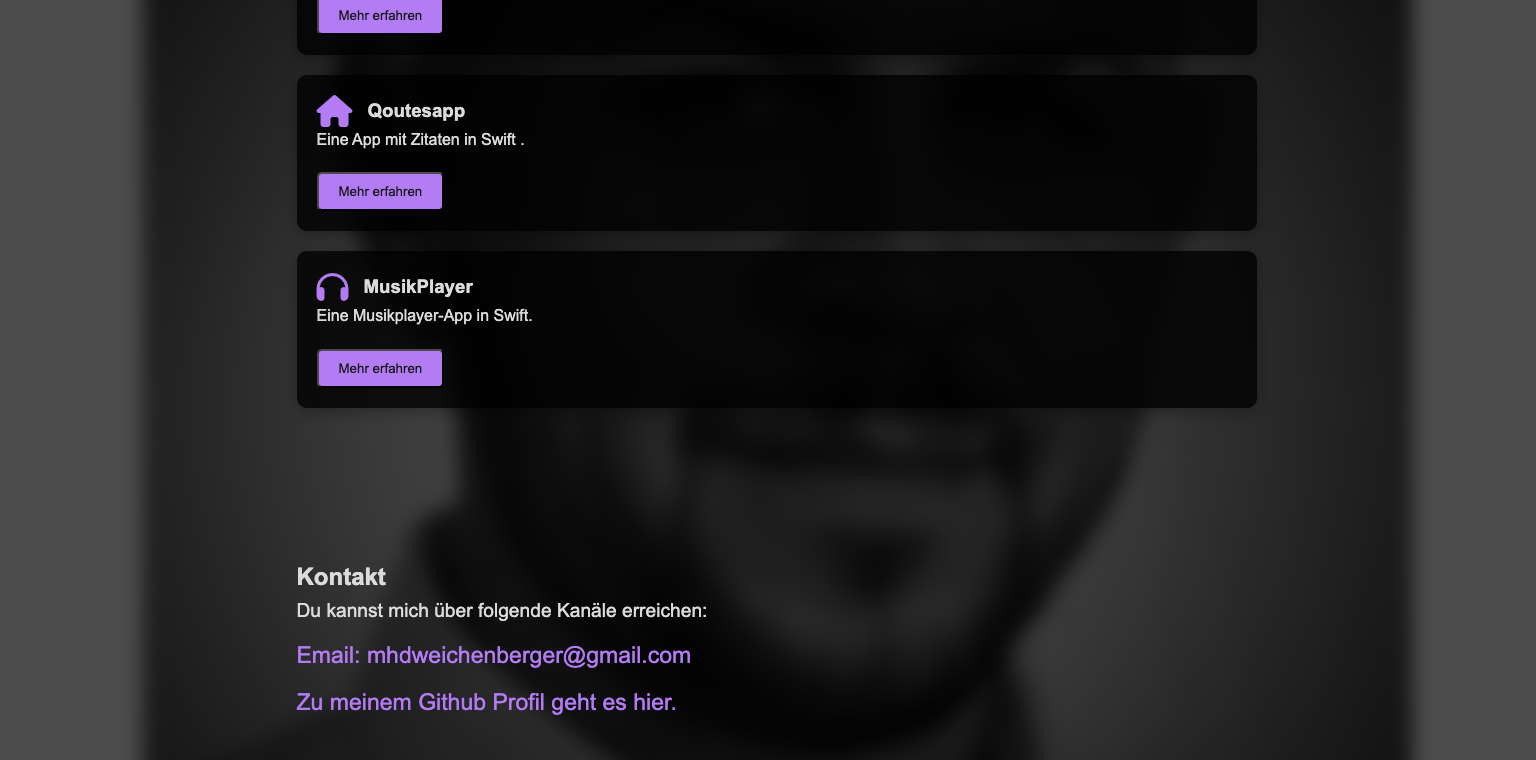 Mehr erfahren
Qoutesapp
Eine App mit Zitaten in Swift .
Mehr erfahren
MusikPlayer
Eine Musikplayer-App in Swift.
Mehr erfahren
Kontakt
Du kannst mich über folgende Kanäle erreichen:
Email: mhdweichenberger@gmail.com
Zu meinem Github Profil geht es hier.